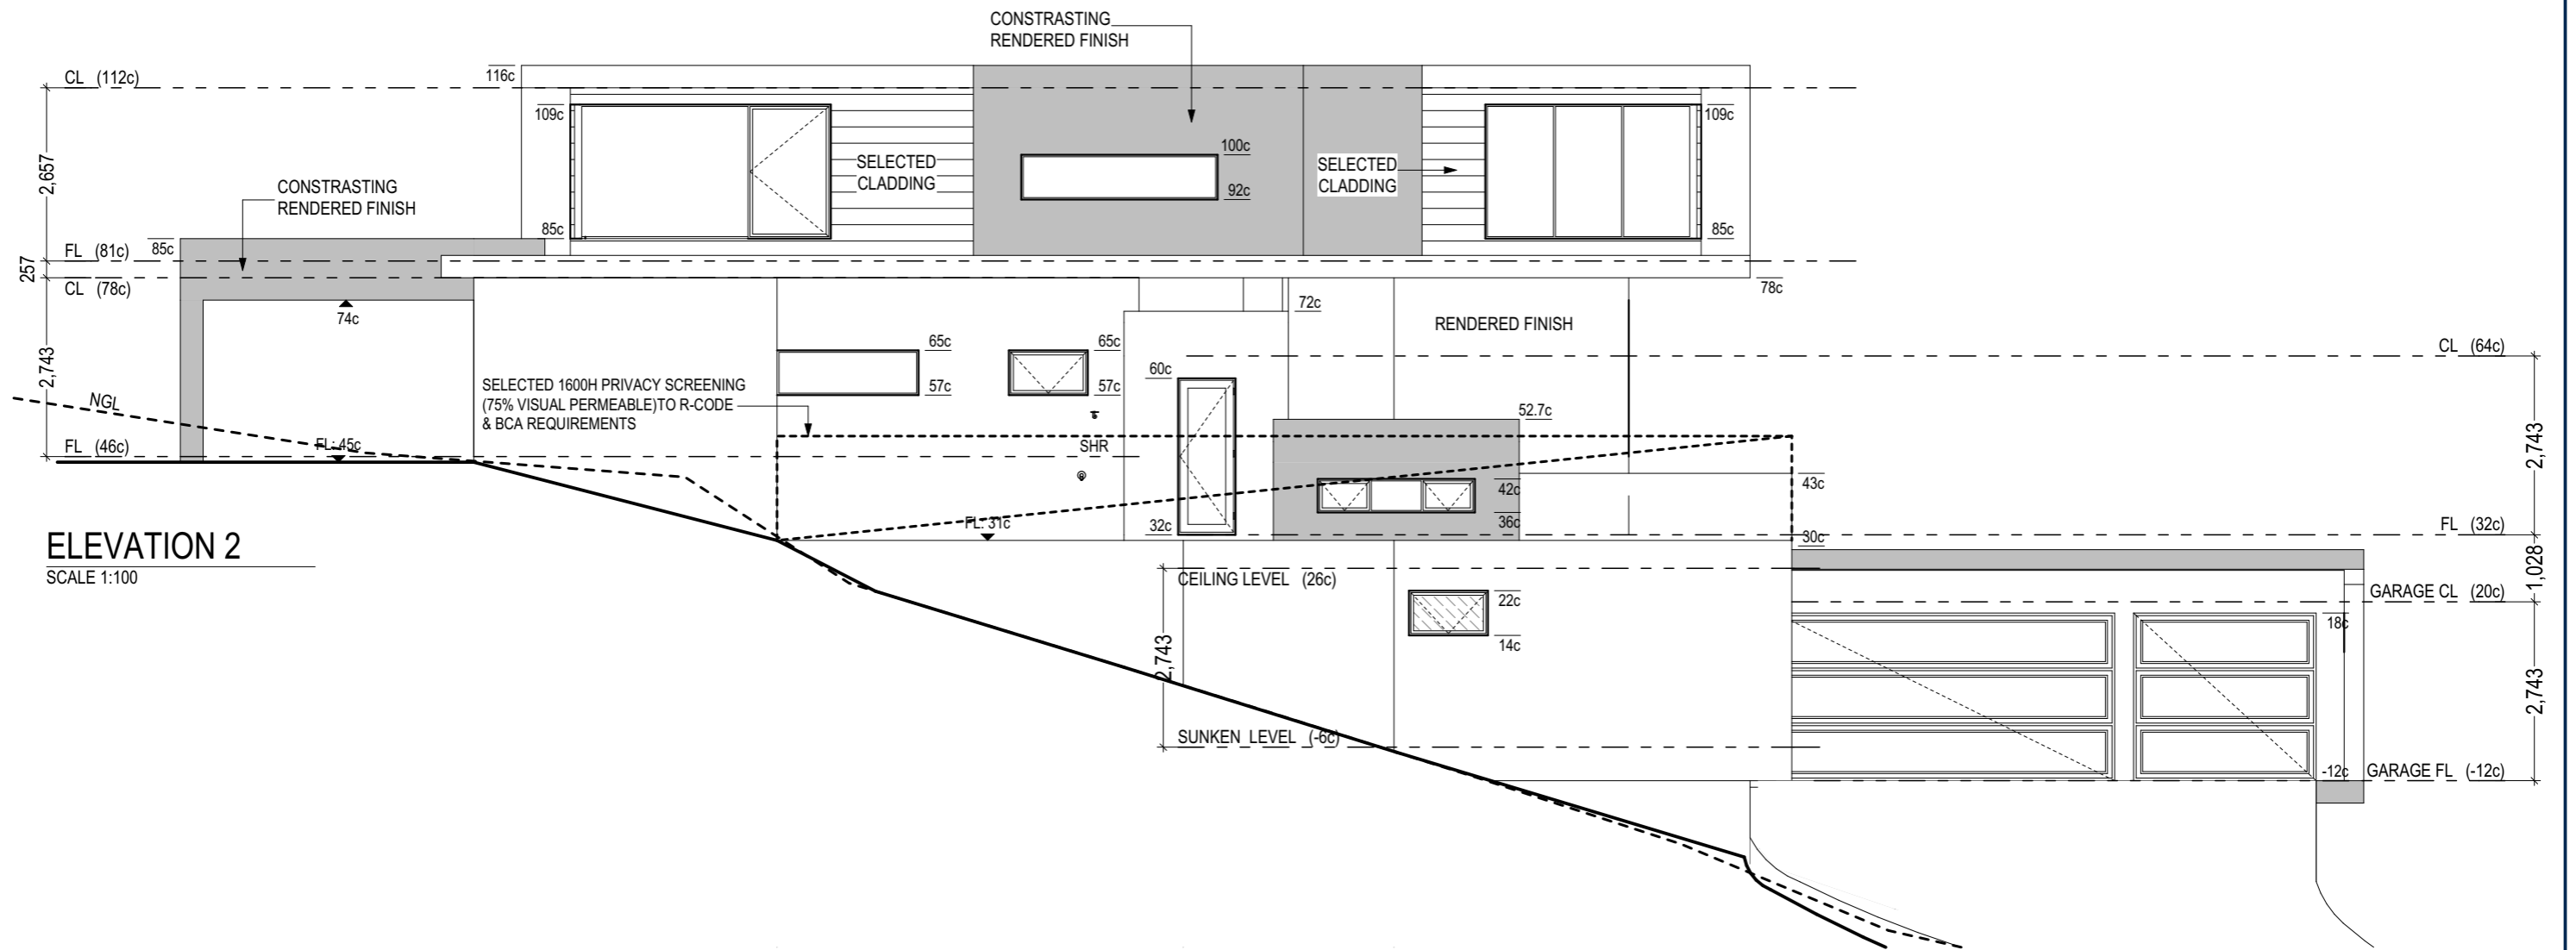 CONSTRASTING
RENDERED FINISH
CL (112c)
116c
109c
109c
2,657
SELECTED
CLADDING
100c
92c
SELECTED
CLADDING
CONSTRASTING
RENDERED FINISH
85c
85c
85c
FL (81c)
257
CL (78c)
78c
74c
72c
RENDERED FINISH
2,743
65c
57c
65c
57c
60c
CL (64c)
SELECTED 1600H PRIVACY SCREENING
(75% VISUAL PERMEABLE)TO R-CODE
& BCA REQUIREMENTS
NGL
52.7c
FL (46c)
FL: 45c
SHR
2,743
42c
36c
43c
32c
FL: 31c
FL (32c)
30c
ELEVATION 2
SCALE 1:100
1,028
CEILING LEVEL (26c)
22c
14c
GARAGE CL (20c)
18c
2,743
2,743
SUNKEN LEVEL (-6c)
-12c
GARAGE FL (-12c)